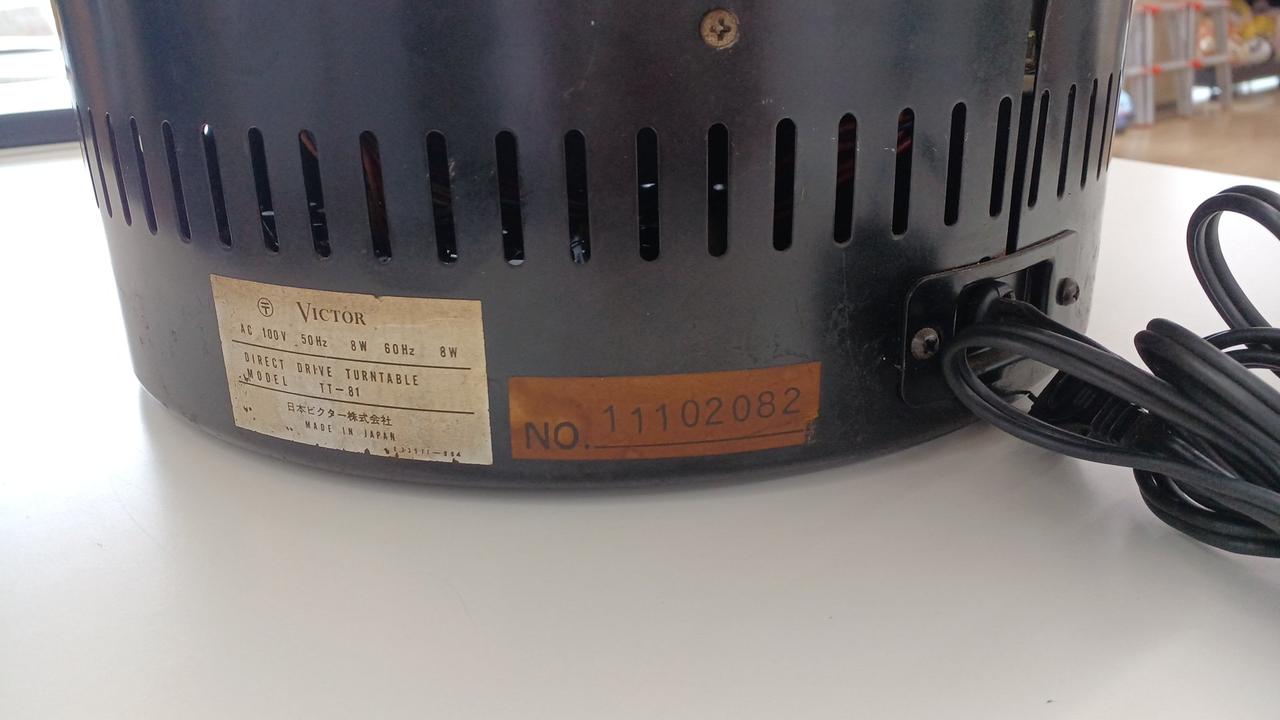 〒 VICTOR
AC 100V 50Hz 8W 60Hz 8W
DIRECT DRIVE TURNTABLE
MODEL TT-81
日本ビクター株式会社
MADE IN JAPAN
NO. 11102082